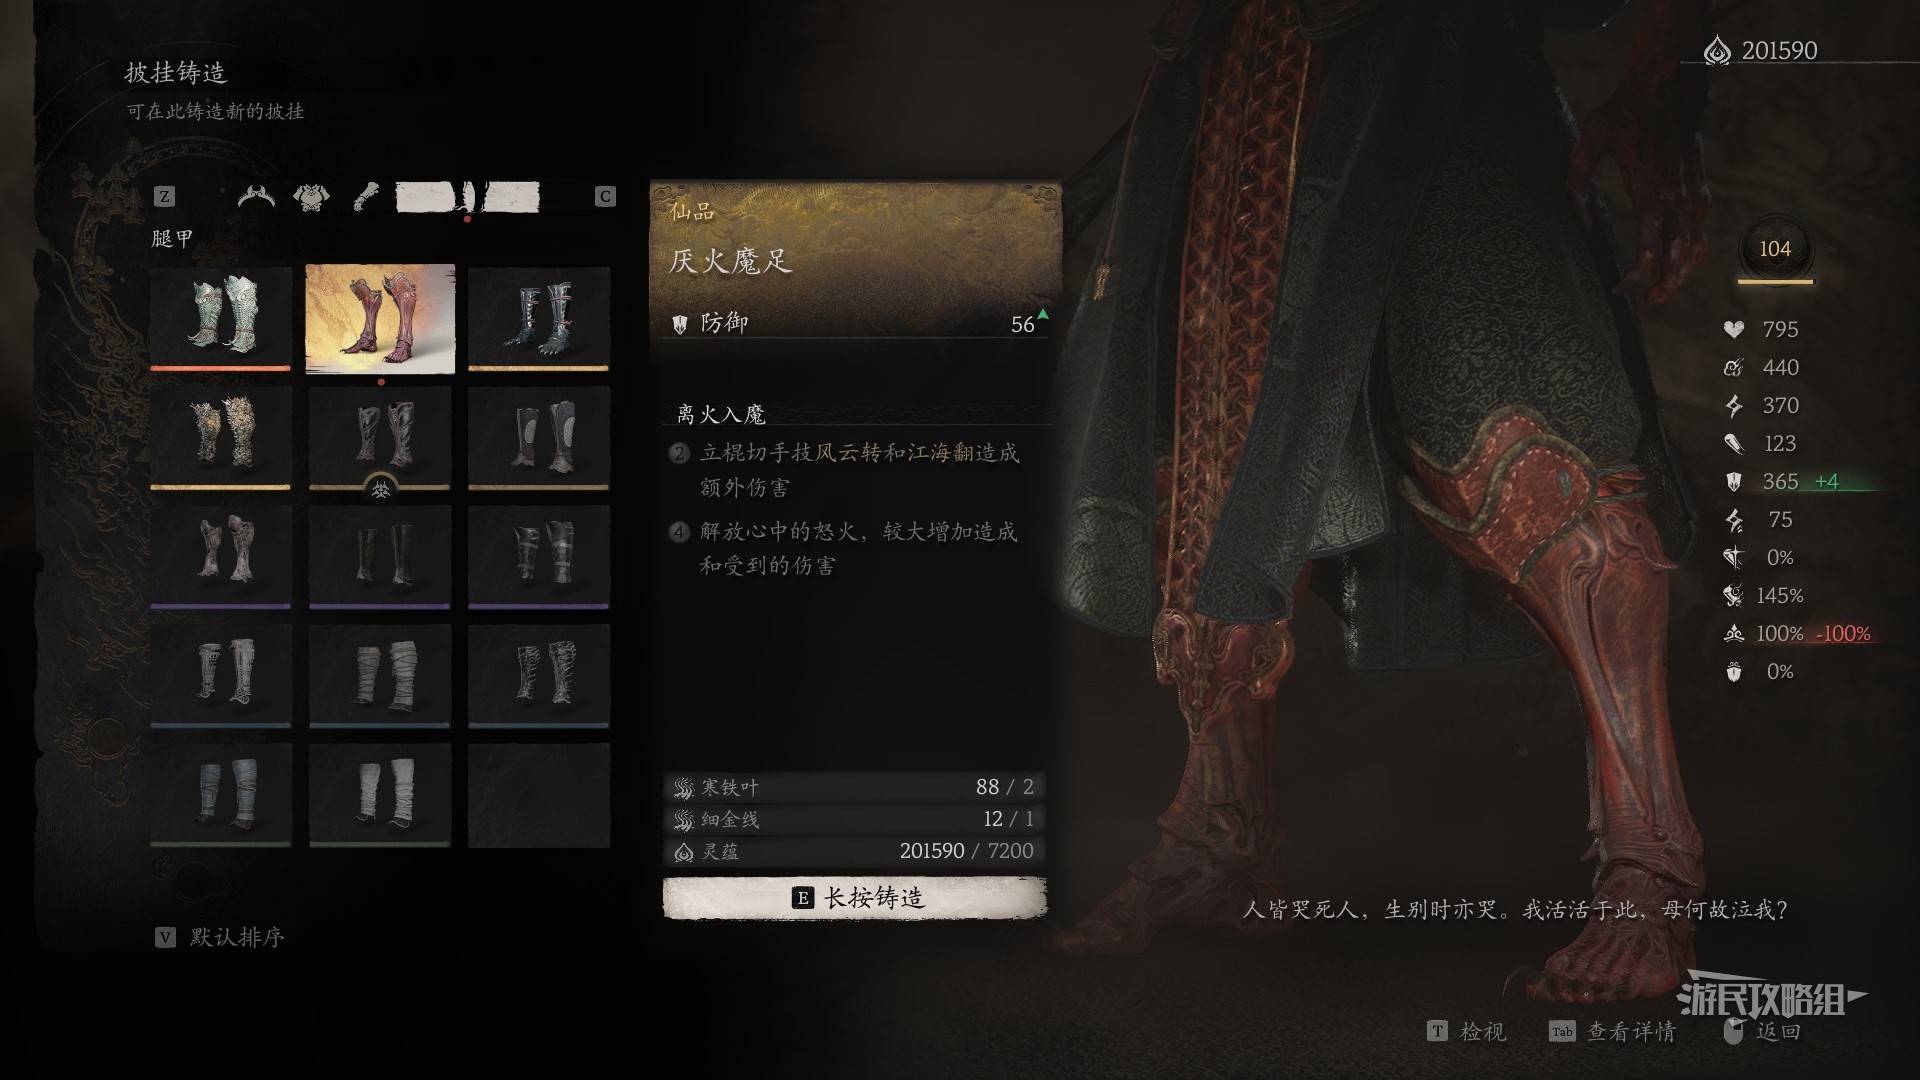 披挂铸造
可在此铸造新的披挂
201590
Z
C
腿甲
仙品
厌火魔足
防御 56
离火入魔
2 立棍切手技风云转和江海翻造成
额外伤害
4 解放心中的怒火，较大增加造成
和受到的伤害
寒铁叶 88 / 2
细金线 12 / 1
灵蕴 201590 / 7200
E 长按铸造
V 默认排序
104
795
440
370
123
365 +4
75
0%
145%
100% -100%
0%
人皆哭死人，生别时亦哭。我活活于此，母何故泣我？
游民攻略组
T 检视
Tab 查看详情
返回